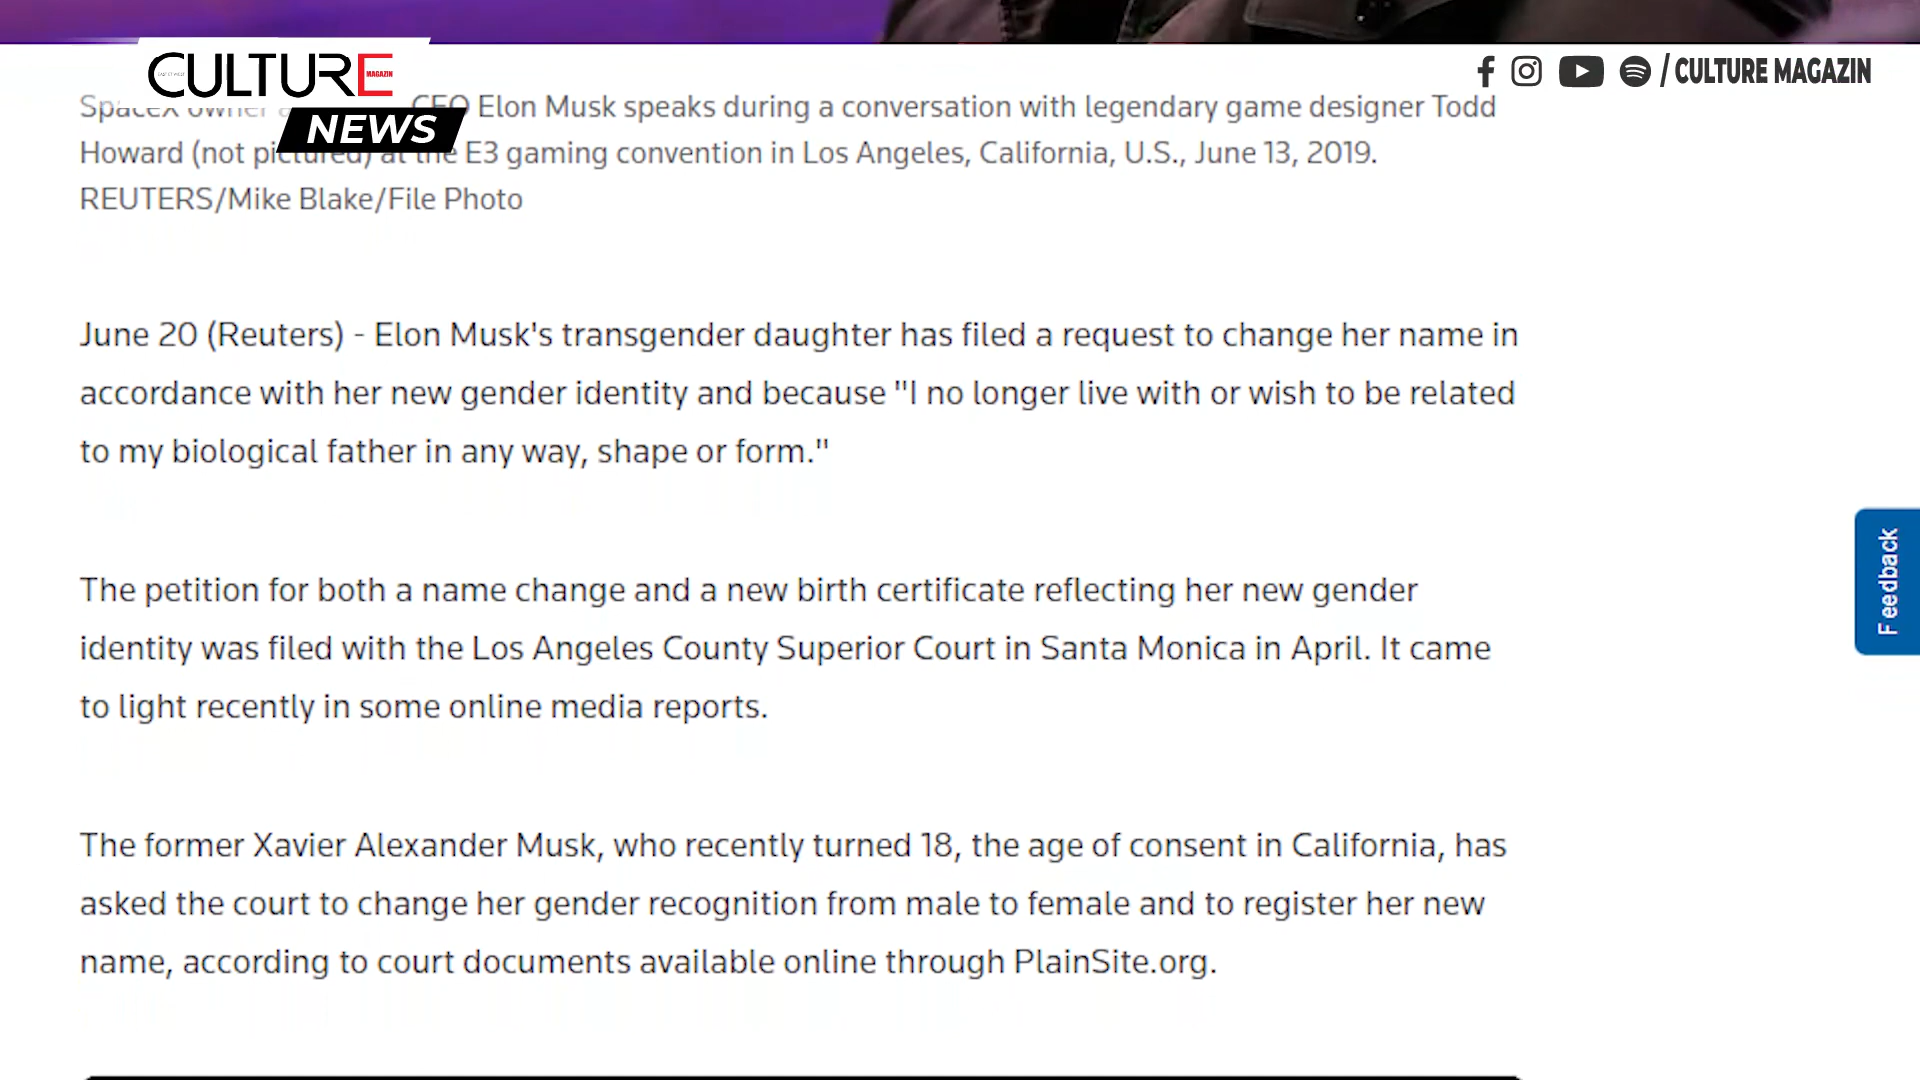 CULTURE
MAGAZIN
NEWS
/ CULTURE MAGAZIN
SpaceX owner a CEO Elon Musk speaks during a conversation with legendary game designer Todd
Howard (not pictured) at the E3 gaming convention in Los Angeles, California, U.S., June 13, 2019.
REUTERS/Mike Blake/File Photo
June 20 (Reuters) - Elon Musk's transgender daughter has filed a request to change her name in
accordance with her new gender identity and because "I no longer live with or wish to be related
to my biological father in any way, shape or form."
The petition for both a name change and a new birth certificate reflecting her new gender
identity was filed with the Los Angeles County Superior Court in Santa Monica in April. It came
to light recently in some online media reports.
Feedback
The former Xavier Alexander Musk, who recently turned 18, the age of consent in California, has
asked the court to change her gender recognition from male to female and to register her new
name, according to court documents available online through PlainSite.org.